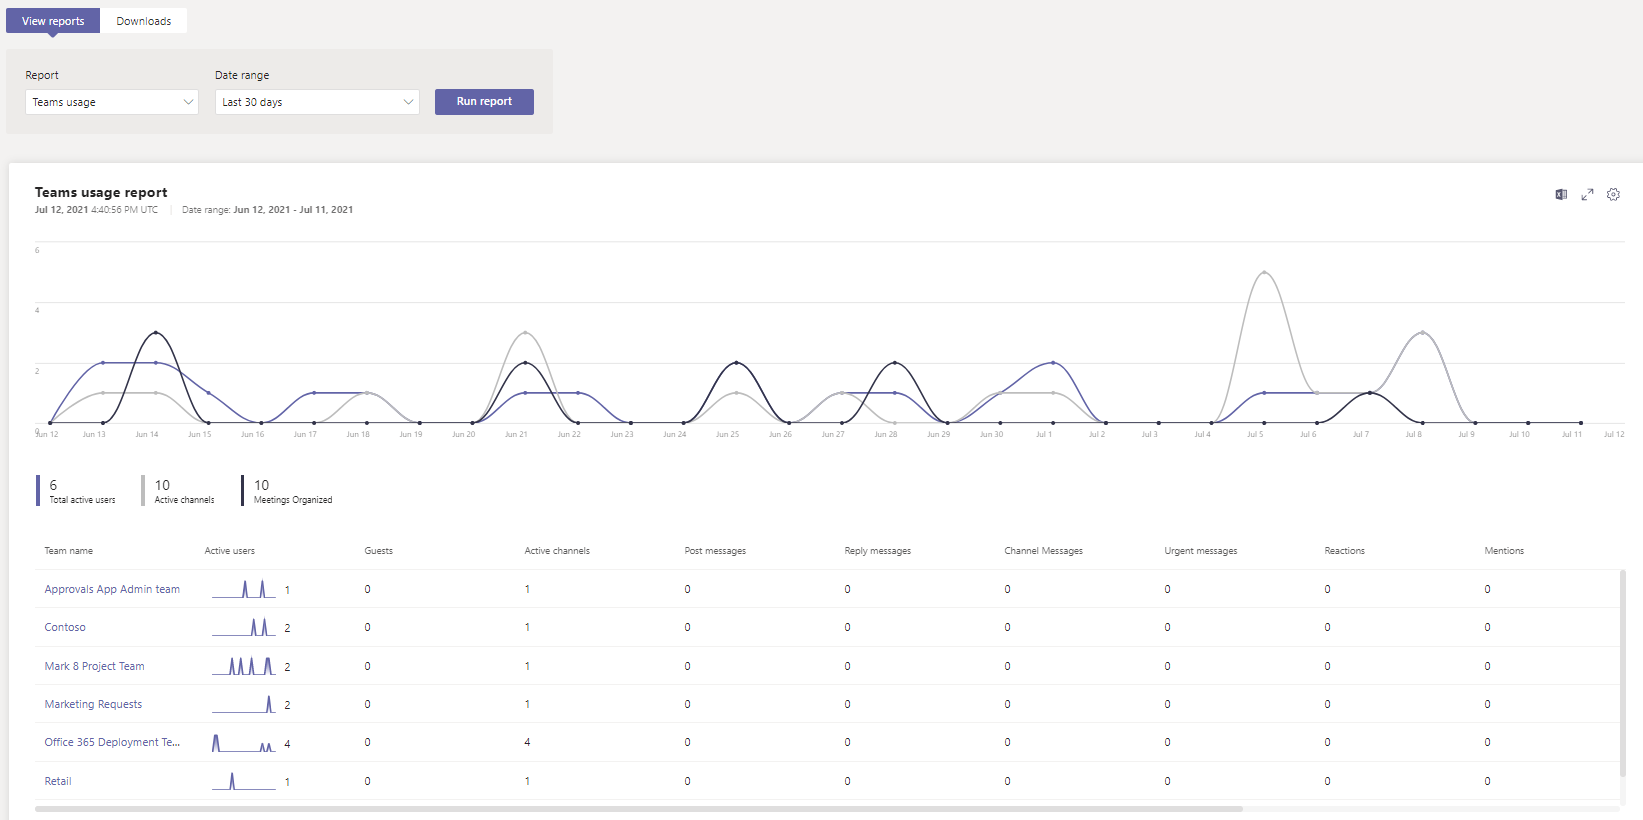 View reports Downloads
Report Date range
Teams usage Last 30 days Run report
Teams usage report
Jul 12, 2021 4:40:56 PM UTC | Date range: Jun 12, 2021 - Jul 11, 2021
6
4
2
0
Jun 12 Jun 13 Jun 14 Jun 15 Jun 16 Jun 17 Jun 18 Jun 19 Jun 20 Jun 21 Jun 22 Jun 23 Jun 24 Jun 25 Jun 26 Jun 27 Jun 28 Jun 29 Jun 30 Jul 1 Jul 2 Jul 3 Jul 4 Jul 5 Jul 6 Jul 7 Jul 8 Jul 9 Jul 10 Jul 11 Jul 12
6 10 10
Total active users Active channels Meetings Organized
Team name Active users Guests Active channels Post messages Reply messages Channel Messages Urgent messages Reactions Mentions
Approvals App Admin team 1 0 1 0 0 0 0 0 0
Contoso 2 0 1 0 0 0 0 0 0
Mark 8 Project Team 2 0 1 0 0 0 0 0 0
Marketing Requests 2 0 1 0 0 0 0 0 0
Office 365 Deployment Te... 4 0 4 0 0 0 0 0 0
Retail 1 0 1 0 0 0 0 0 0